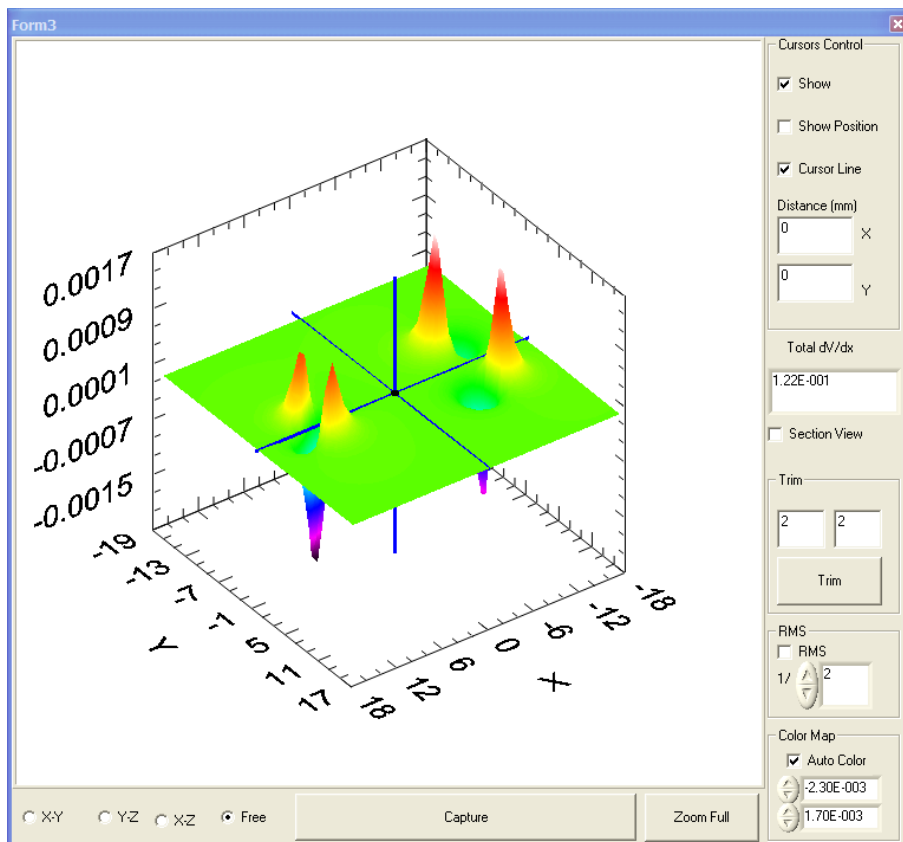 Form3
Cursors Control
Show
Show Position
Cursor Line
Distance (mm)
0 X
0 Y
Total dV/dx
1.22E-001
Section View
Trim
2 2
Trim
RMS
RMS
1/ 2
Color Map
Auto Color
-2.30E-003
1.70E-003
0.0017
0.0009
0.0001
-0.0007
-0.0015
-19
-13
-7
-1
5
11
17
Y
18
12
6
0
-6
-12
-18
X
X-Y Y-Z X-Z Free Capture Zoom Full